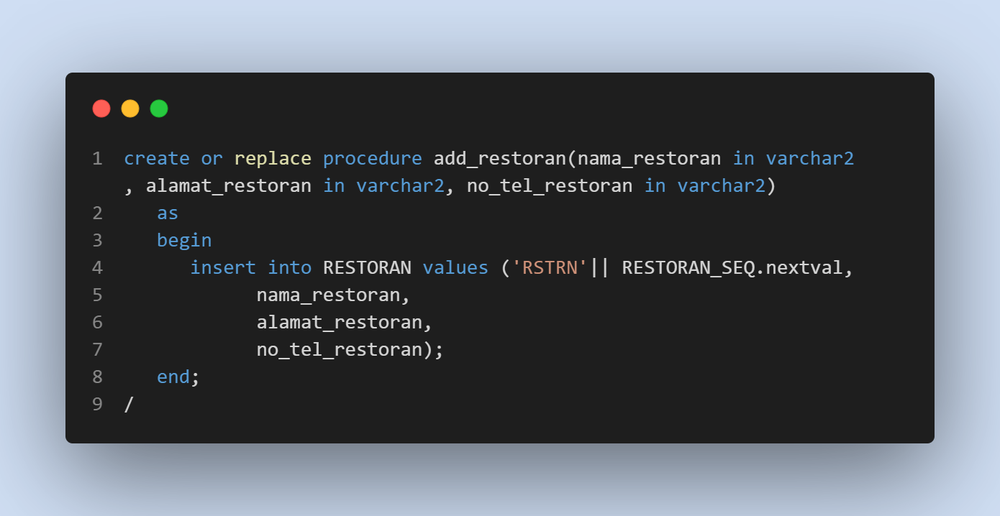 1 create or replace procedure add_restoran(nama_restoran in varchar2
, alamat_restoran in varchar2, no_tel_restoran in varchar2)
2    as
3    begin
4       insert into RESTORAN values ('RSTRN'|| RESTORAN_SEQ.nextval,
5             nama_restoran,
6             alamat_restoran,
7             no_tel_restoran);
8    end;
9 /